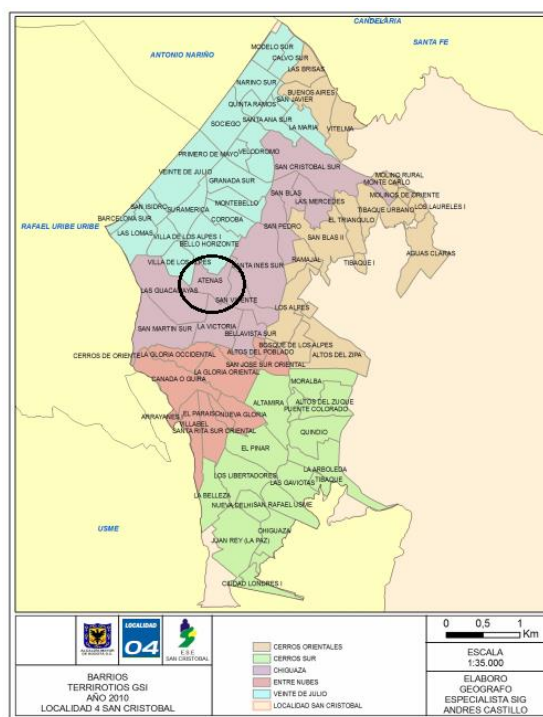 CANDELARIA
ANTONIO NARIÑO
SANTA FE
MODELO SUR
CALVO SUR
LAS BRISAS
NARINO SUR
BUENOS AIRES
SAN JAVIER
QUINTA RAMOS
SANTA ANA SUR
SOCIEGO
LA MARIA
VITELMA
VELODROMO
PRIMERO DE MAYO
SAN CRISTOBAL SUR
VEINTE DE JULIO
MOLINO RURAL
MONTE CARLO
GRANADA SUR
SAN BLAS
MOLINOS DE ORIENTE
LAS MERCEDES
TIBAQUE URBANO
LOS LAURELES I
SAN ISIDRO
SURAMERICA
MONTEBELLO
BARCELONA SUR
CORDOBA
SAN PEDRO
EL TRIANGULO
RAFAEL URIBE URIBE
LAS LOMAS
VILLA DE LOS ALPES I
SAN BLAS II
BELLO HORIZONTE
AGUAS CLARAS
VILLA DE LOS ALPES
SANTA INES SUR
RAMAJAL
TIBAQUE I
ATENAS
LAS GUACAMAYAS
SAN VICENTE
LOS ALPES
SAN MARTIN SUR
LA VICTORIA
BELLAVISTA SUR
BOSQUE DE LOS ALPES
CERROS DE ORIENTE
LA GLORIA OCCIDENTAL
ALTOS DEL POBLADO
ALTOS DEL ZIPA
SAN JOSE SUR ORIENTAL
LA GLORIA ORIENTAL
CANADA O GUIRA
MORALBA
ALTAMIRA
ALTOS DEL ZUQUE
PUENTE COLORADO
ARRAYANES
EL PARAISO
NUEVA GLORIA
VILLABEL
SANTA RITA SUR ORIENTAL
QUINDIO
EL PINAR
LOS LIBERTADORES
LA ARBOLEDA
LAS GAVIOTAS
TIBAQUE
LA BELLEZA
NUEVA DELHI
SAN RAFAEL USME
USME
CHIGUAZA
JUAN REY (LA PAZ)
CIUDAD LONDRES I
ALCALDIA MAYOR
DE BOGOTA D.C.
LOCALIDAD
04
E.S.E
SAN CRISTOBAL
BARRIOS
TERRIROTIOS GSI
AÑO 2010
LOCALIDAD 4 SAN CRISTOBAL
CERROS ORIENTALES
CERROS SUR
CHIGUAZA
ENTRE NUBES
VEINTE DE JULIO
LOCALIDAD SAN CRISTOBAL
0 0,5 1
Km
ESCALA
1:35.000
ELABORO
GEOGRAFO
ESPECIALISTA SIG
ANDRES CASTILLO